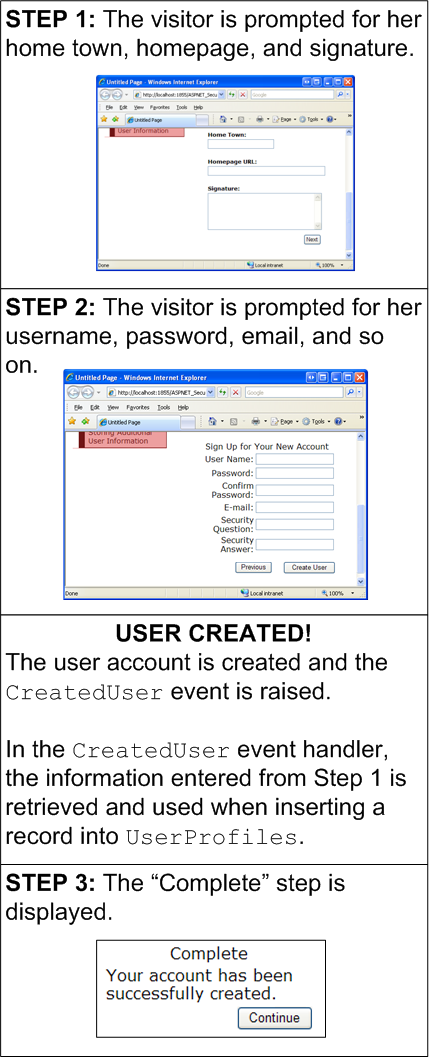 STEP 1: The visitor is prompted for her
home town, homepage, and signature.
Untitled Page - Windows Internet Explorer
http://localhost:1855/ASPNET_Secu
Google
File Edit View Favorites Tools Help
Untitled Page
Page Tools
User Information
Home Town:
Homepage URL:
Signature:
Next
Done
Local intranet
100%
STEP 2: The visitor is prompted for her
username, password, email, and so
on.
Untitled Page - Windows Internet Explorer
http://localhost:1855/ASPNET_Secu
Google
File Edit View Favorites Tools Help
Untitled Page
Page Tools
Storing Additional
User Information
Sign Up for Your New Account
User Name:
Password:
Confirm
Password:
E-mail:
Security
Question:
Security
Answer:
Previous
Create User
Done
Local intranet
100%
USER CREATED!
The user account is created and the
CreatedUser event is raised.
In the CreatedUser event handler,
the information entered from Step 1 is
retrieved and used when inserting a
record into UserProfiles.
STEP 3: The “Complete” step is
displayed.
Complete
Your account has been
successfully created.
Continue